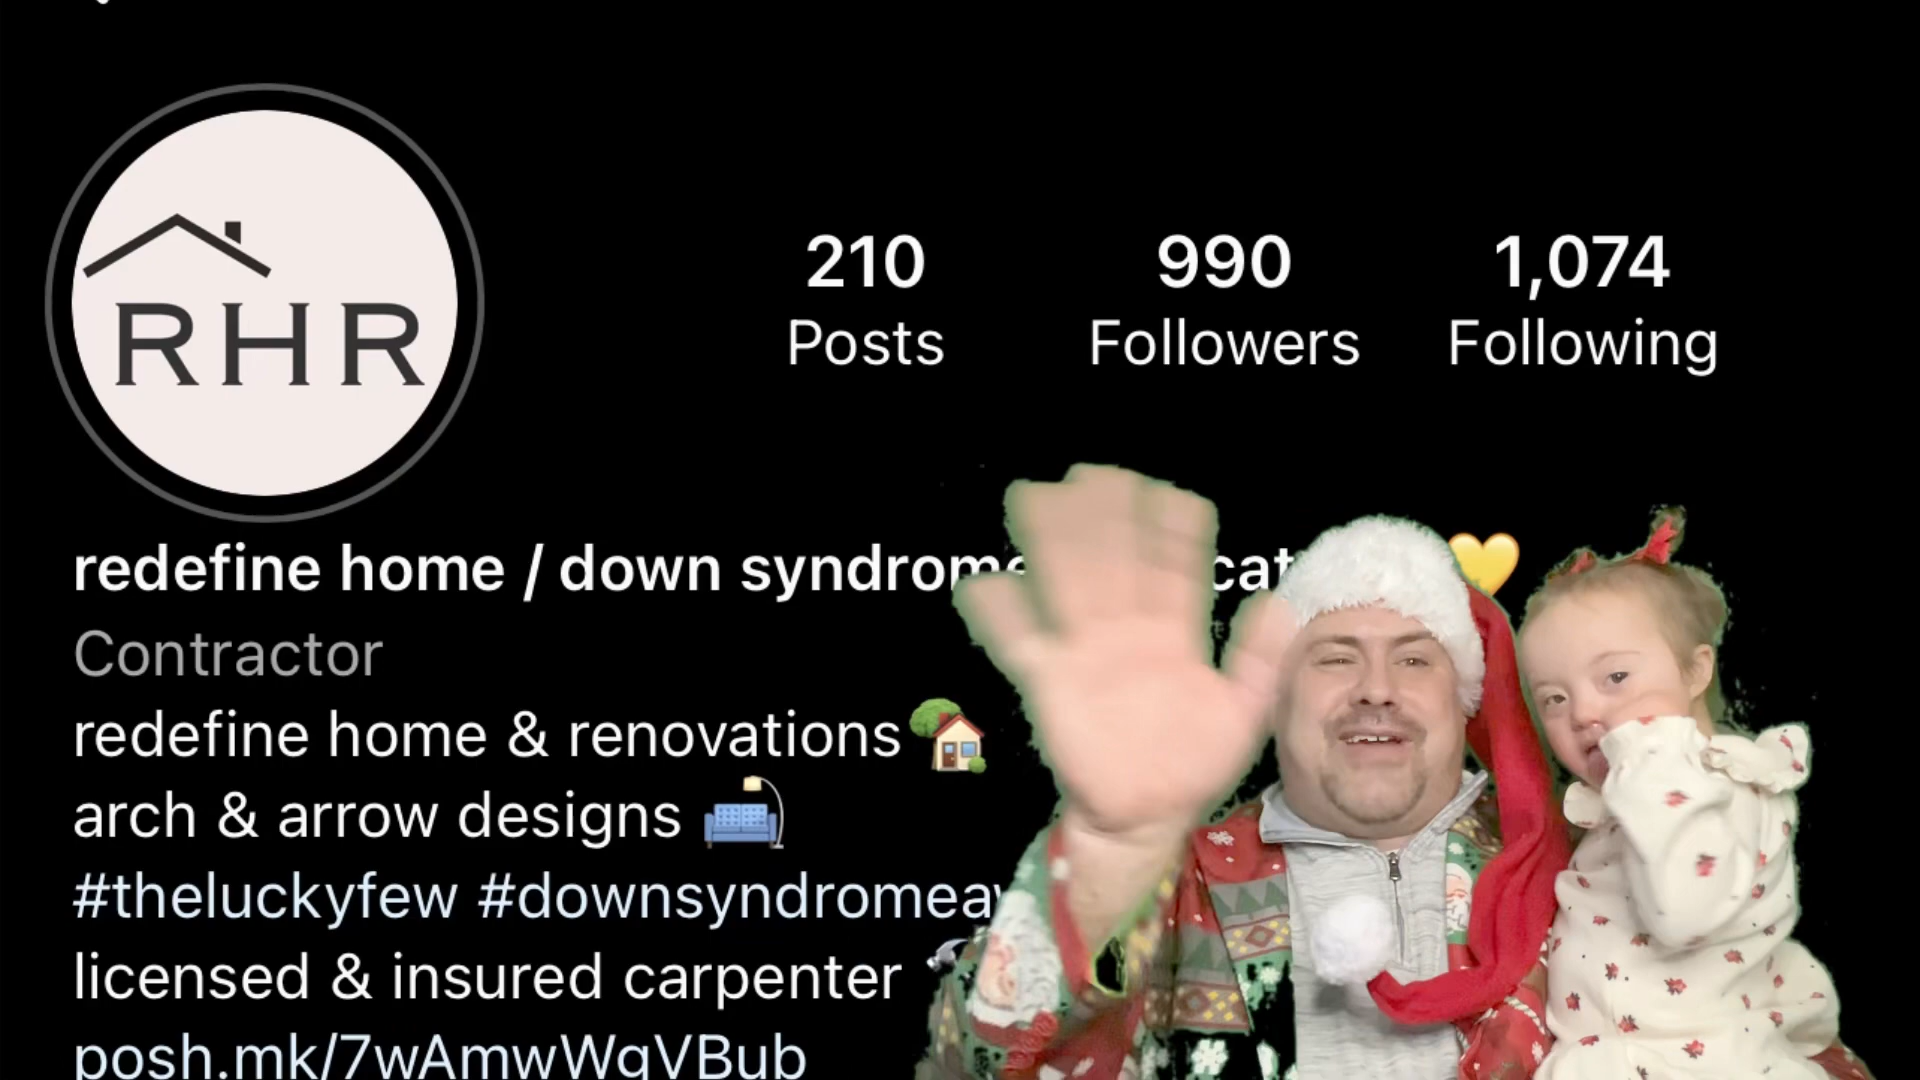 RHR
210 990 1,074
Posts Followers Following
redefine home / down syndrome
Contractor
redefine home & renovations
arch & arrow designs
#theluckyfew #downsyndromeaw
licensed & insured carpenter
posh.mk/7wAmwWqVBub